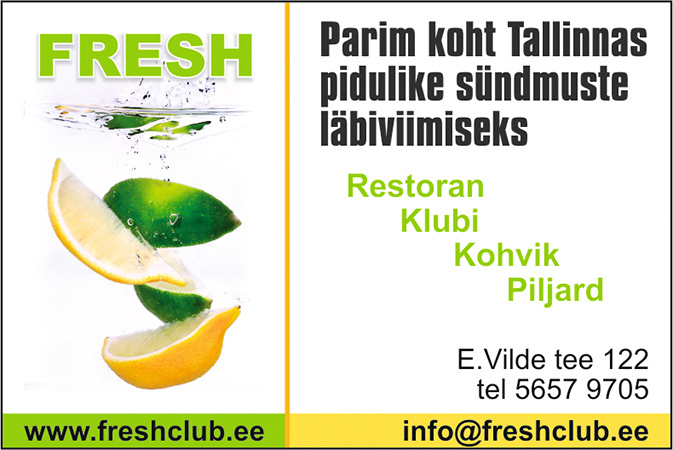 FRESH
Parim koht Tallinnas
pidulike sündmuste
läbiviimiseks
Restoran
Klubi
Kohvik
Piljard
E.Vilde tee 122
tel 5657 9705
www.freshclub.ee
info@freshclub.ee